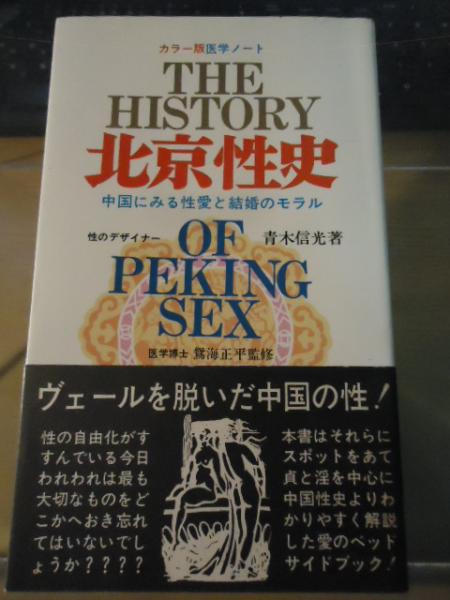 カラー版医学ノート
THE
HISTORY
北京性史
中国にみる性愛と結婚のモラル
性のデザイナー
青木信光著
OF
PEKING
SEX
医学博士 鷲海正平監修
ヴェールを脱いだ中国の性！
性の自由化がす
すんでいる今日
われわれは最も
大切なものをど
こかへおき忘れ
てはいないでし
ょうか？？？？
本書はそれらに
スポットをあて
貞と淫を中心に
中国性史よりわ
かりやすく解説
した愛のベッド
サイドブック！